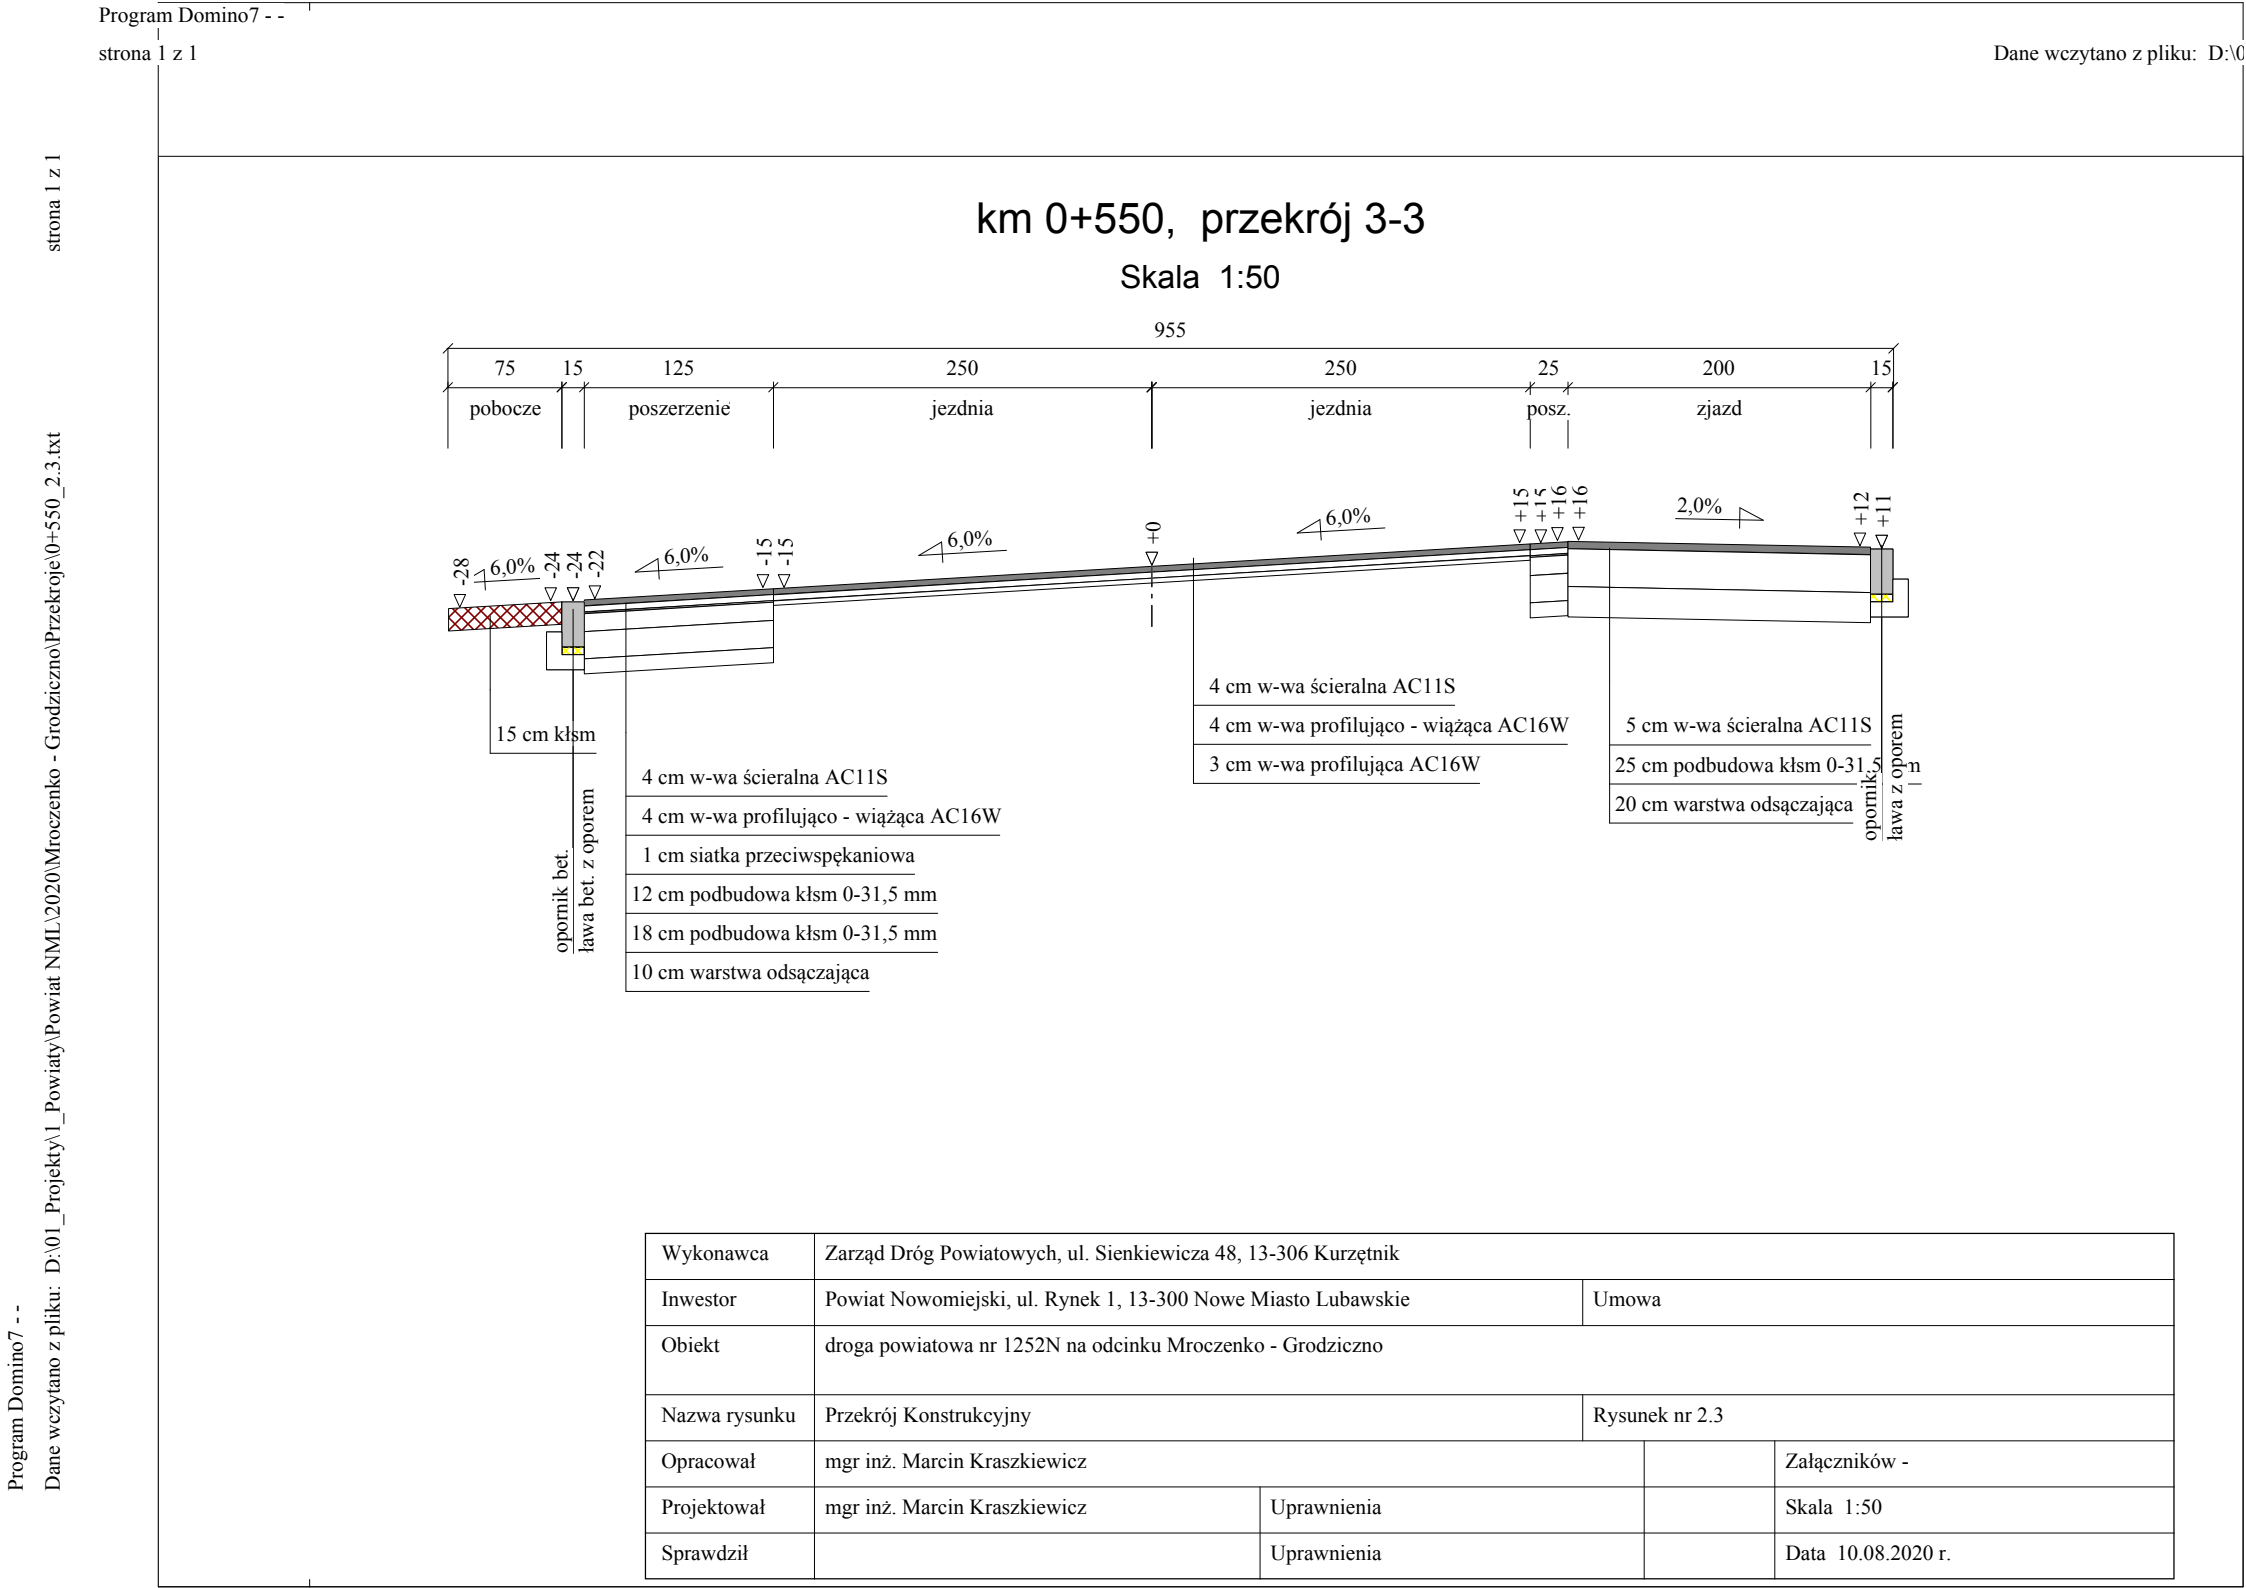 Program Domino7 - -
strona 1 z 1
Dane wczytano z pliku: D:\0
strona 1 z 1
Dane wczytano z pliku: D:\01_Projekty\1_Powiaty\Powiat NML\2020\Mroczenko - Grodziczno\Przekroje\0+550_2.3.txt
Program Domino7 - -
km 0+550, przekrój 3-3
Skala 1:50
955
75 15 125 250 250 25 200 15
pobocze poszerzenie jezdnia jezdnia posz. zjazd
-28 -24 -24 -22 -15 -15 +0 +15 +15 +16 +16 +12 +11
6,0% 6,0% 6,0% 6,0% 2,0%
15 cm kłsm
opornik bet.
ława bet. z oporem
4 cm w-wa ścieralna AC11S
4 cm w-wa profilująco - wiążąca AC16W
1 cm siatka przeciwspękaniowa
12 cm podbudowa kłsm 0-31,5 mm
18 cm podbudowa kłsm 0-31,5 mm
10 cm warstwa odsączająca
4 cm w-wa ścieralna AC11S
4 cm w-wa profilująco - wiążąca AC16W
3 cm w-wa profilująca AC16W
5 cm w-wa ścieralna AC11S
25 cm podbudowa kłsm 0-31,5
20 cm warstwa odsączająca
opornik
ława z oporem
Wykonawca Zarząd Dróg Powiatowych, ul. Sienkiewicza 48, 13-306 Kurzętnik
Inwestor Powiat Nowomiejski, ul. Rynek 1, 13-300 Nowe Miasto Lubawskie Umowa
Obiekt droga powiatowa nr 1252N na odcinku Mroczenko - Grodziczno
Nazwa rysunku Przekrój Konstrukcyjny Rysunek nr 2.3
Opracował mgr inż. Marcin Kraszkiewicz Załączników -
Projektował mgr inż. Marcin Kraszkiewicz Uprawnienia Skala 1:50
Sprawdził Uprawnienia Data 10.08.2020 r.